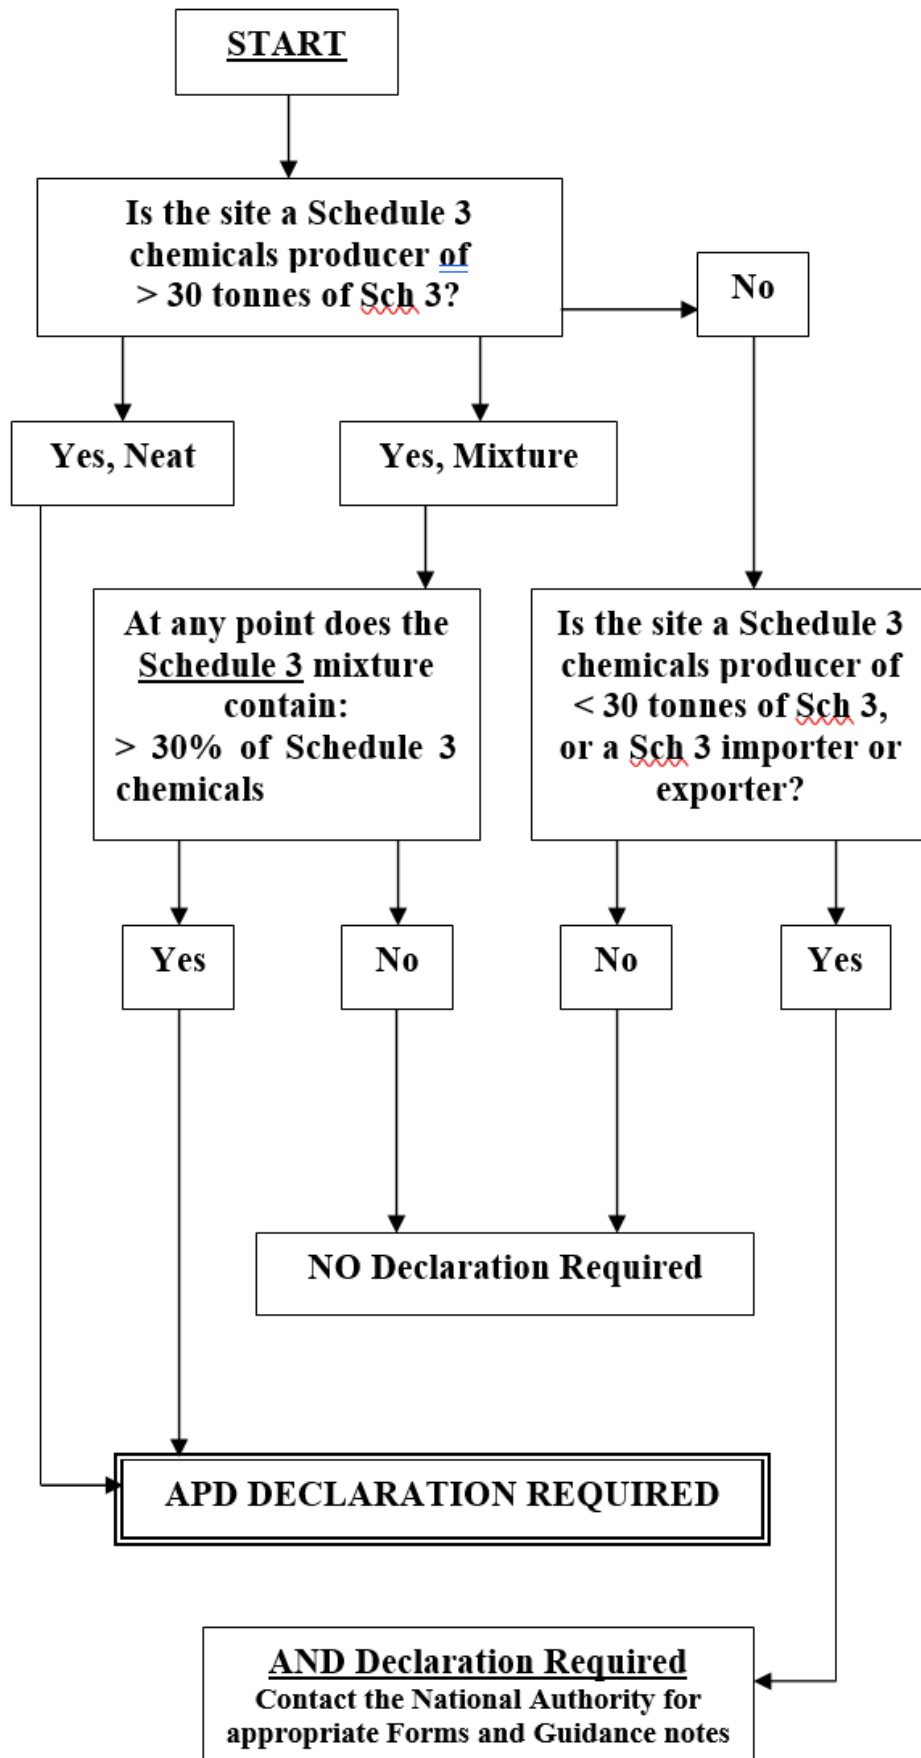 START
Is the site a Schedule 3
chemicals producer of
> 30 tonnes of Sch 3?
No
Yes, Neat
Yes, Mixture
At any point does the
Schedule 3 mixture
contain:
> 30% of Schedule 3
chemicals
Is the site a Schedule 3
chemicals producer of
< 30 tonnes of Sch 3,
or a Sch 3 importer or
exporter?
Yes
No
No
Yes
NO Declaration Required
APD DECLARATION REQUIRED
AND Declaration Required
Contact the National Authority for
appropriate Forms and Guidance notes